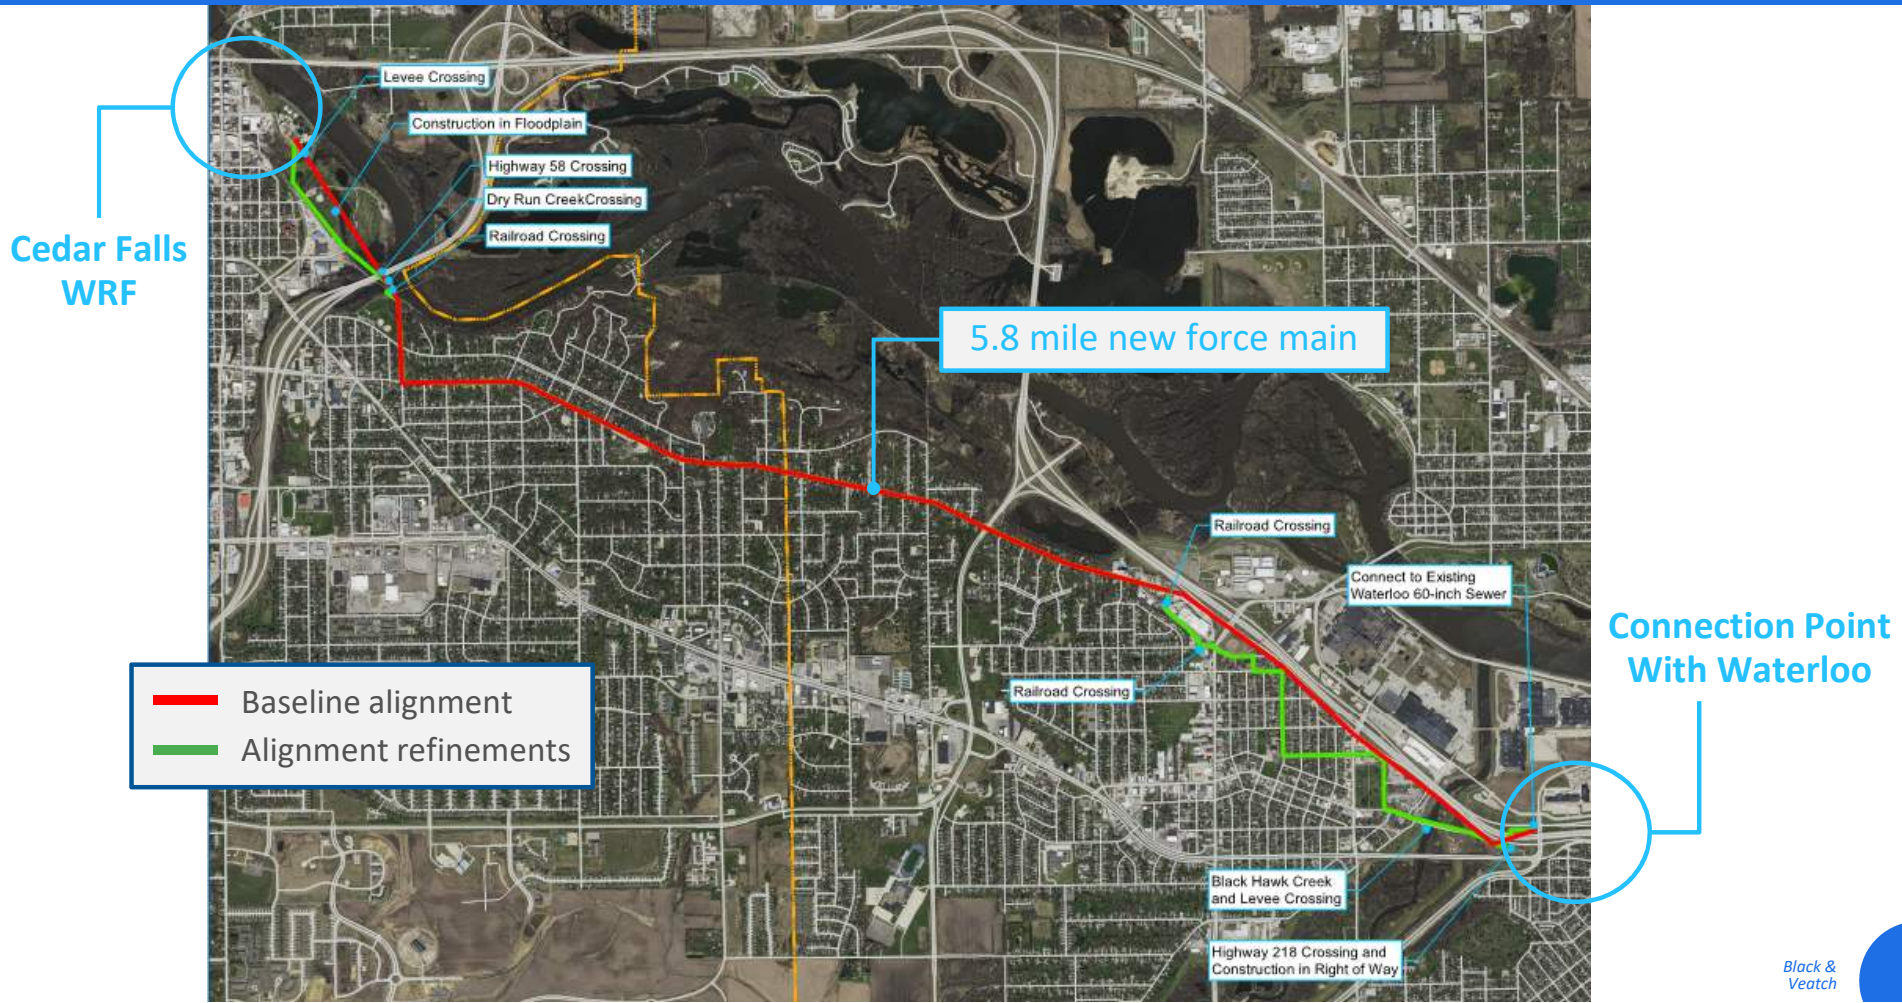 Levee Crossing
Construction in Floodplain
Highway 58 Crossing
Dry Run CreekCrossing
Railroad Crossing
Cedar Falls
WRF
5.8 mile new force main
Railroad Crossing
Connect to Existing
Waterloo 60-inch Sewer
Connection Point
With Waterloo
Railroad Crossing
Baseline alignment
Alignment refinements
Black Hawk Creek
and Levee Crossing
Highway 218 Crossing and
Construction in Right of Way
Black &
Veatch